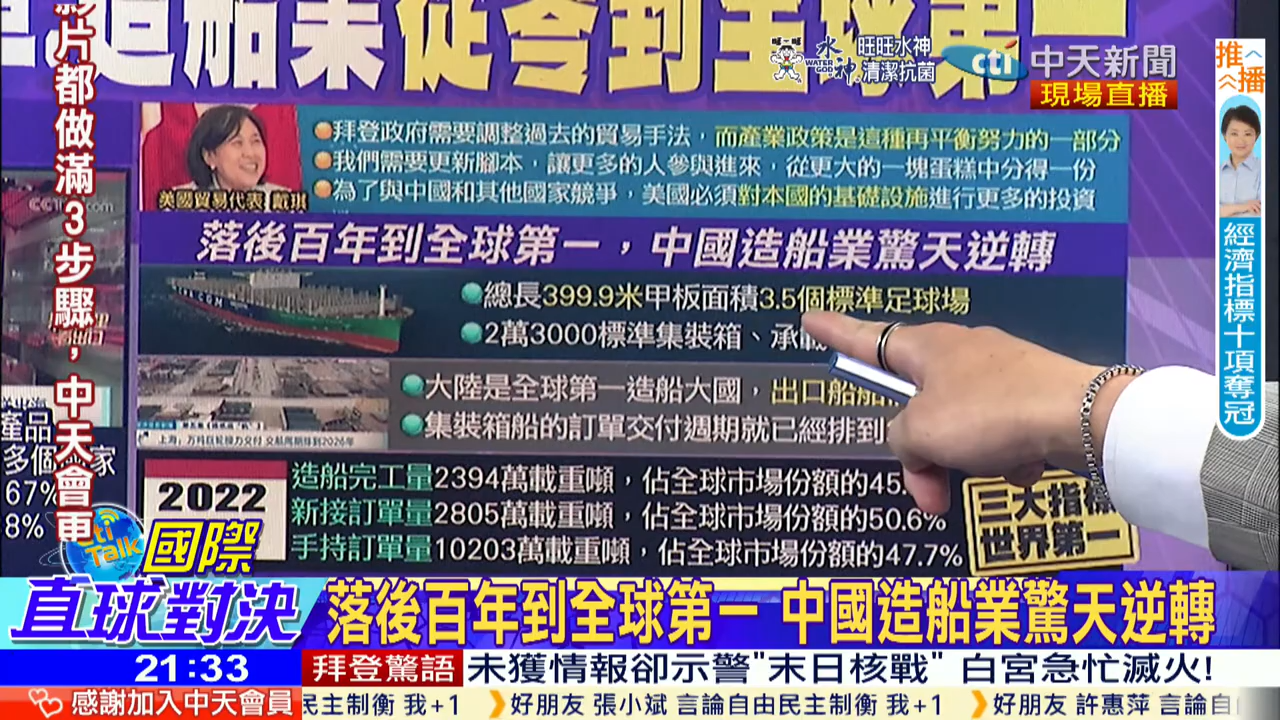 造船業從零到全球第一
旺旺水神
清潔抗菌
水神
WATER GOD
cti 中天新聞
現場直播
推播
經濟指標十項奪冠
影片都做滿3步驟，中天會更
拜登政府需要調整過去的貿易手法，而產業政策是這種再平衡努力的一部分
我們需要更新腳本，讓更多的人參與進來，從更大的一塊蛋糕中分得一份
為了與中國和其他國家競爭，美國必須對本國的基礎設施進行更多的投資
美國貿易代表 戴琪
落後百年到全球第一，中國造船業驚天逆轉
總長399.9米甲板面積3.5個標準足球場
2萬3000標準集裝箱、承載
大陸是全球第一造船大國，出口船舶
集裝箱船的訂單交付週期就已經排到
2022
造船完工量2394萬載重噸，佔全球市場份額的45.
新接訂單量2805萬載重噸，佔全球市場份額的50.6%
手持訂單量10203萬載重噸，佔全球市場份額的47.7%
三大指標
世界第一
產品
多個
家
67%
8%
cti Talk
國際
直球對決
落後百年到全球第一 中國造船業驚天逆轉
21:33
拜登驚語 未獲情報卻示警"末日核戰" 白宮急忙滅火!
感謝加入中天會員 民主制衡 我+1 好朋友 張小斌 言論自由民主制衡 我+1 好朋友 許惠萍 言論自